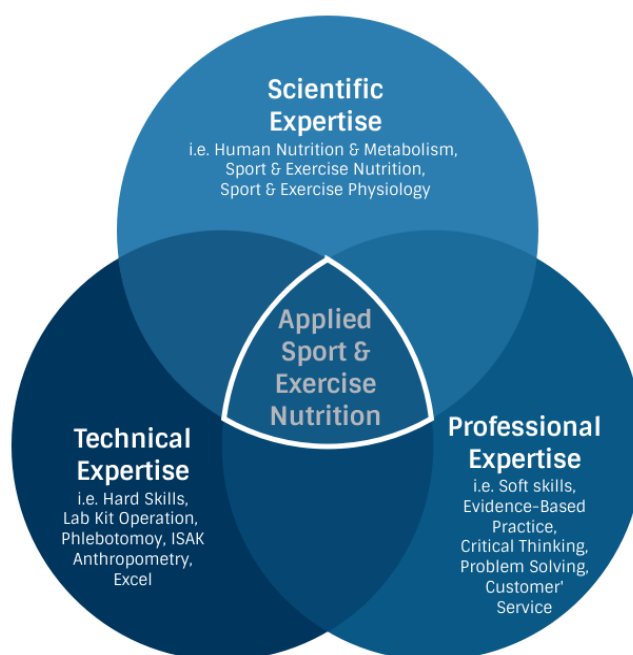 Scientific
Expertise
i.e. Human Nutrition & Metabolism,
Sport & Exercise Nutrition,
Sport & Exercise Physiology
Applied
Sport &
Exercise
Nutrition
Technical
Expertise
i.e. Hard Skills,
Lab Kit Operation,
Phlebotomoy, ISAK
Anthropometry,
Excel
Professional
Expertise
i.e. Soft skills,
Evidence-Based
Practice,
Critical Thinking,
Problem Solving,
Customer'
Service